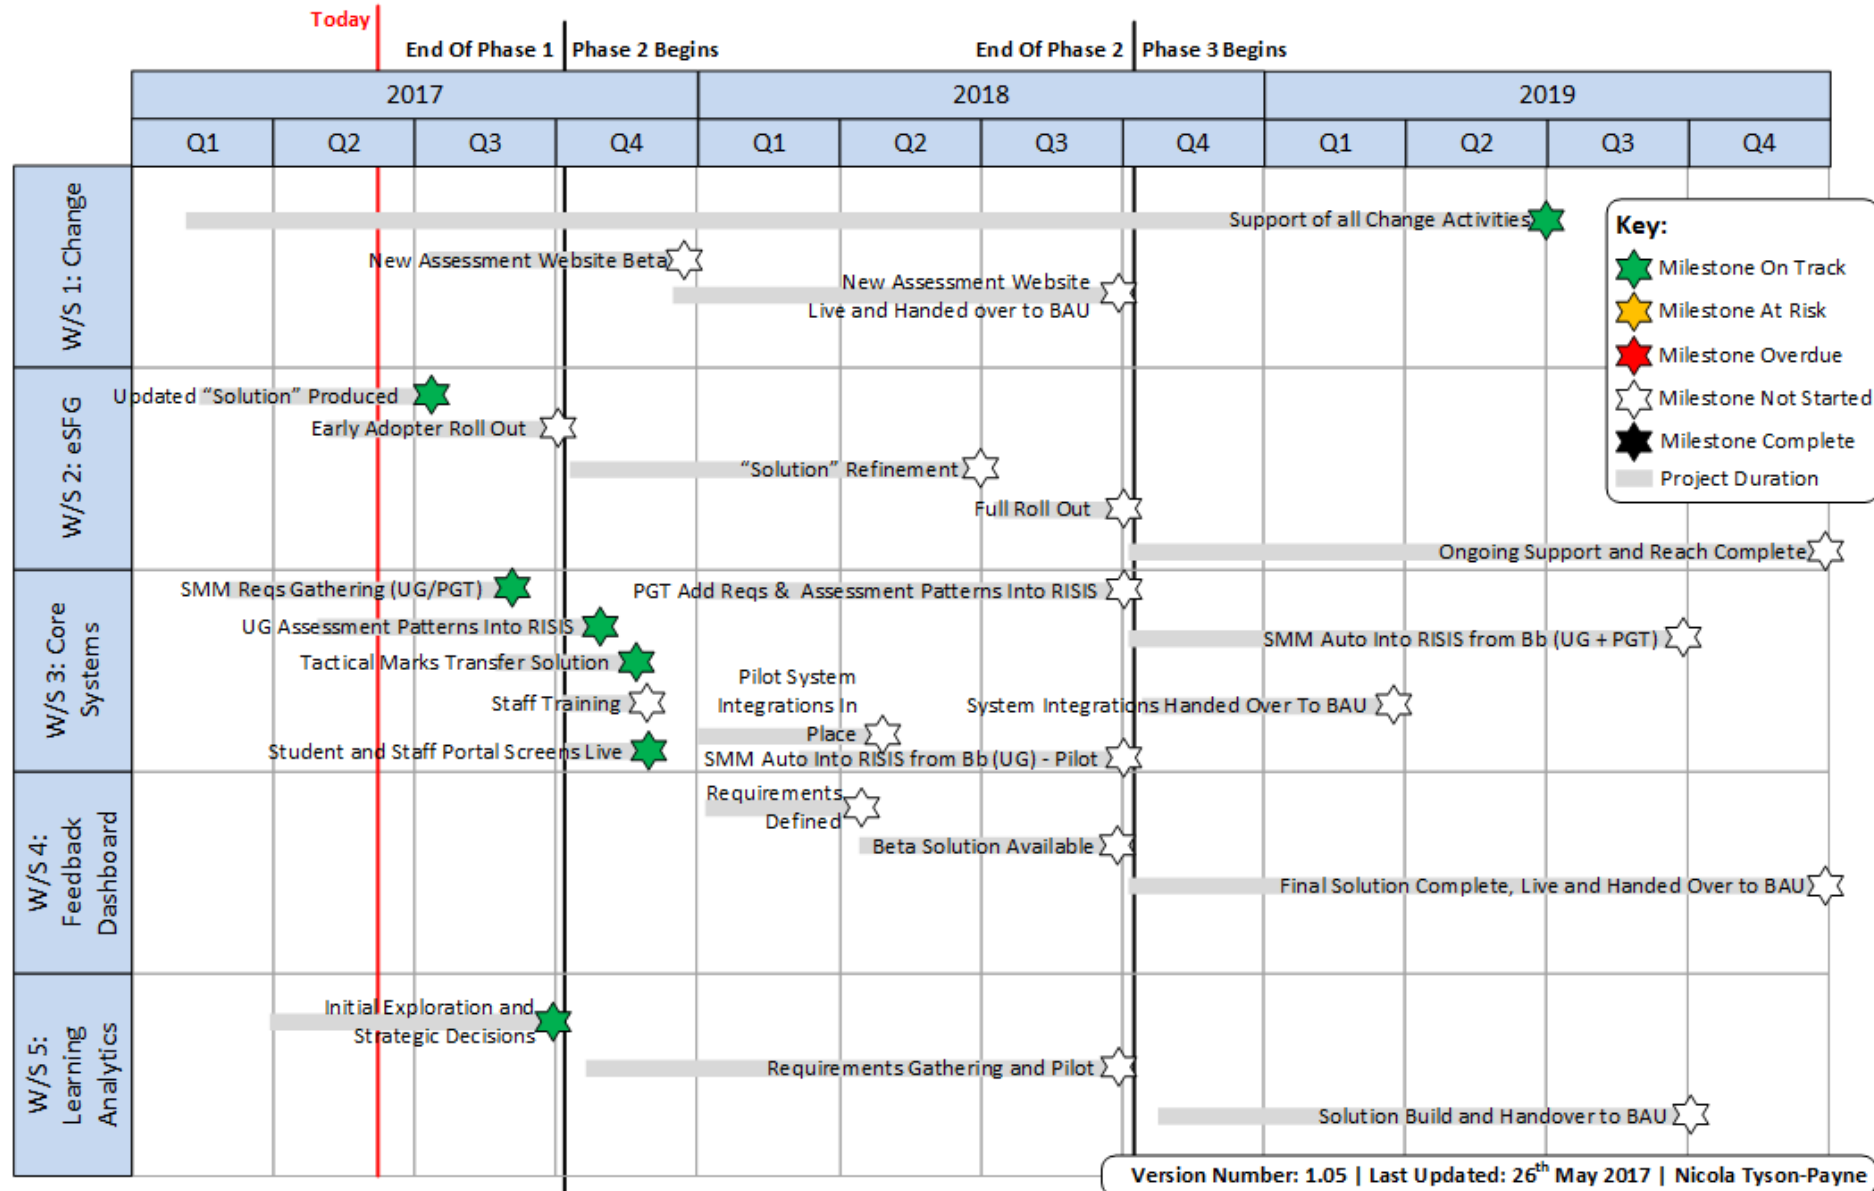 Today
End Of Phase 1
Phase 2 Begins
End Of Phase 2
Phase 3 Begins
2017
2018
2019
Q1
Q2
Q3
Q4
Q1
Q2
Q3
Q4
Q1
Q2
Q3
Q4
W/S 1: Change
Support of all Change Activities
New Assessment Website Beta
New Assessment Website
Live and Handed over to BAU
Key:
Milestone On Track
Milestone At Risk
Milestone Overdue
Milestone Not Started
Milestone Complete
Project Duration
W/S 2: eSFG
Updated “Solution” Produced
Early Adopter Roll Out
“Solution” Refinement
Full Roll Out
Ongoing Support and Reach Complete
W/S 3: Core
Systems
SMM Reqs Gathering (UG/PGT)
PGT Add Reqs & Assessment Patterns Into RISIS
UG Assessment Patterns Into RISIS
SMM Auto Into RISIS from Bb (UG + PGT)
Tactical Marks Transfer Solution
Pilot System
Integrations In
Place
Staff Training
System Integrations Handed Over To BAU
Student and Staff Portal Screens Live
SMM Auto Into RISIS from Bb (UG) - Pilot
W/S 4:
Feedback
Dashboard
Requirements
Defined
Beta Solution Available
Final Solution Complete, Live and Handed Over to BAU
W/S 5:
Learning
Analytics
Initial Exploration and
Strategic Decisions
Requirements Gathering and Pilot
Solution Build and Handover to BAU
Version Number: 1.05 | Last Updated: 26th May 2017 | Nicola Tyson-Payne